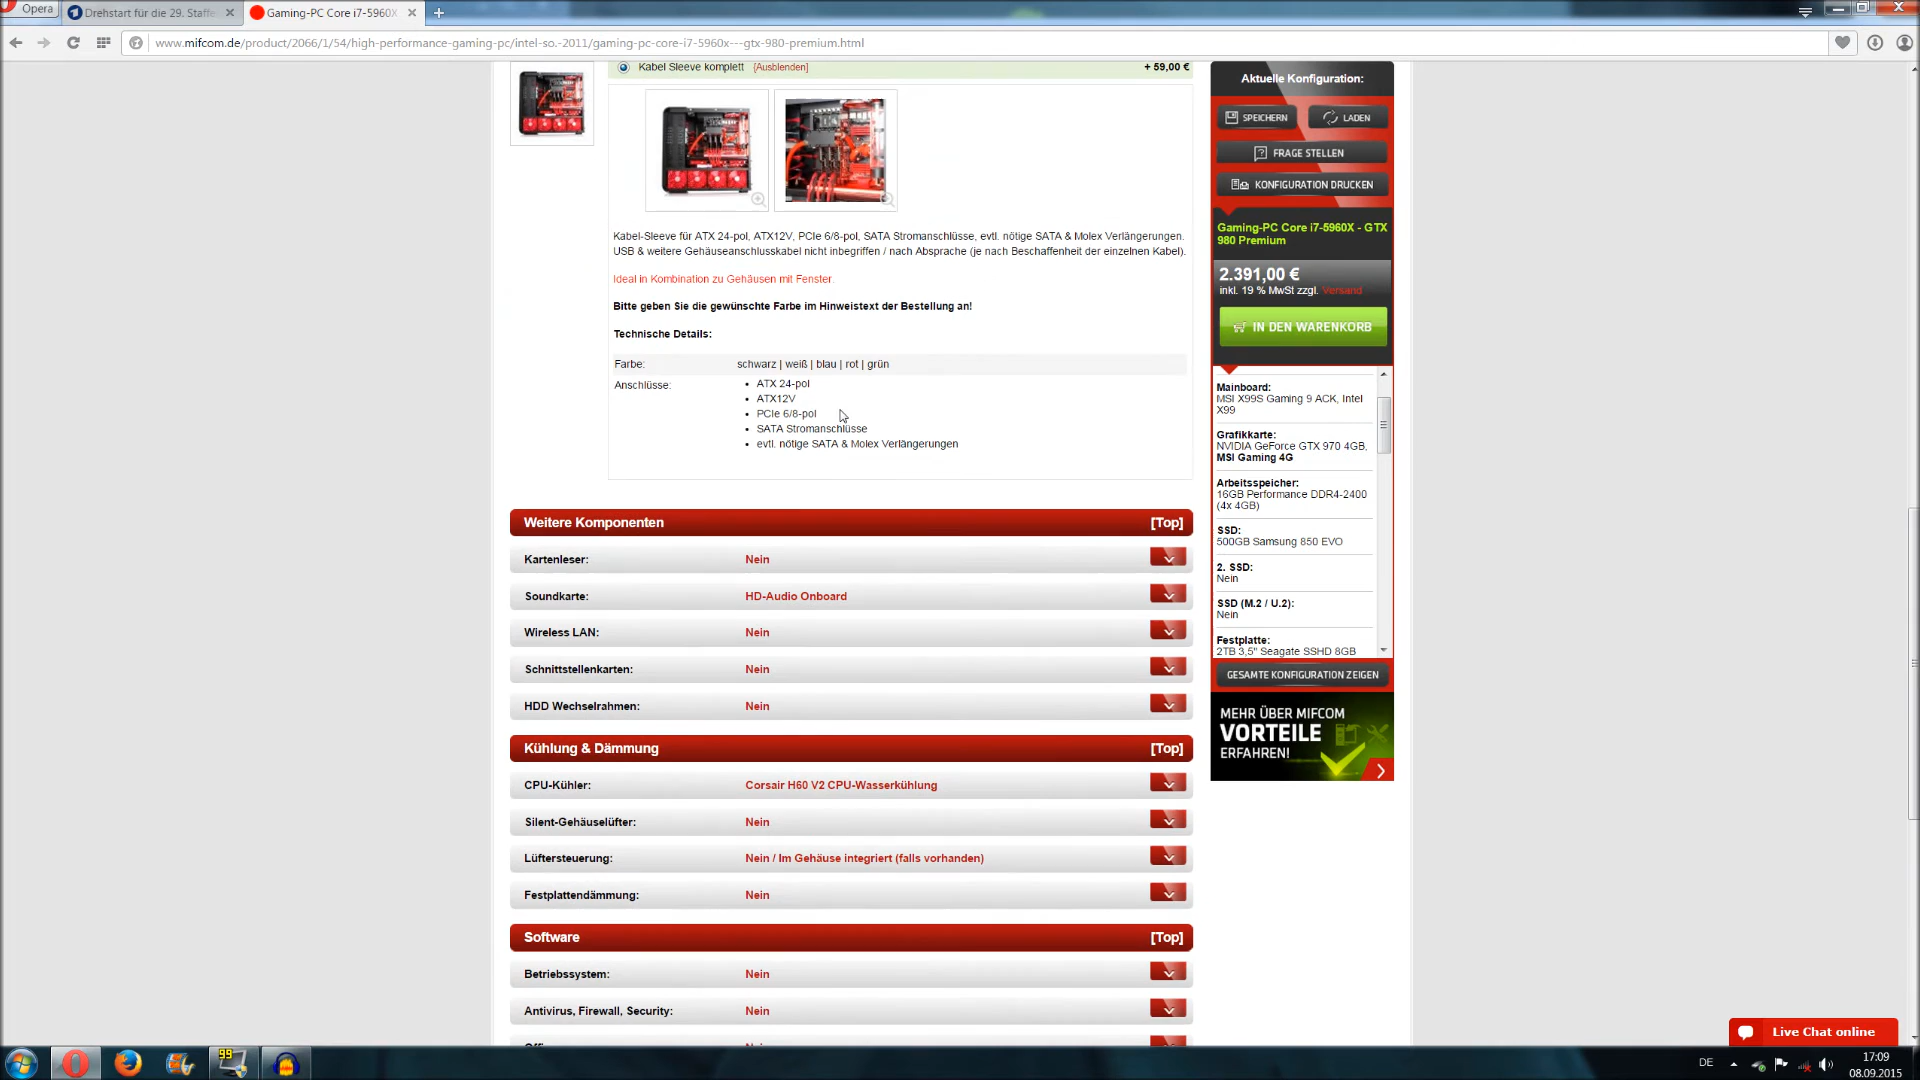 Opera
Drehstart für die 29. Staffe
Gaming-PC Core i7-5960X
www.mifcom.de/product/2066/1/54/high-performance-gaming-pc/intel-so.-2011/gaming-pc-core-i7-5960x---gtx-980-premium.html
Kabel Sleeve komplett [Ausblenden] + 59,00 €
Kabel-Sleeve für ATX 24-pol, ATX12V, PCIe 6/8-pol, SATA Stromanschlüsse, evtl. nötige SATA & Molex Verlängerungen.
USB & weitere Gehäuseanschlusskabel nicht inbegriffen / nach Absprache (je nach Beschaffenheit der einzelnen Kabel).
Ideal in Kombination zu Gehäusen mit Fenster.
Bitte geben Sie die gewünschte Farbe im Hinweistext der Bestellung an!
Technische Details:
Farbe: schwarz | weiß | blau | rot | grün
Anschlüsse:
• ATX 24-pol
• ATX12V
• PCIe 6/8-pol
• SATA Stromanschlüsse
• evtl. nötige SATA & Molex Verlängerungen
Weitere Komponenten [Top]
Kartenleser: Nein
Soundkarte: HD-Audio Onboard
Wireless LAN: Nein
Schnittstellenkarten: Nein
HDD Wechselrahmen: Nein
Kühlung & Dämmung [Top]
CPU-Kühler: Corsair H60 V2 CPU-Wasserkühlung
Silent-Gehäuselüfter: Nein
Lüftersteuerung: Nein / Im Gehäuse integriert (falls vorhanden)
Festplattendämmung: Nein
Software [Top]
Betriebssystem: Nein
Antivirus, Firewall, Security: Nein
Aktuelle Konfiguration:
SPEICHERN
LADEN
FRAGE STELLEN
KONFIGURATION DRUCKEN
Gaming-PC Core i7-5960X - GTX
980 Premium
2.391,00 €
inkl. 19 % MwSt zzgl. Versand
IN DEN WARENKORB
Mainboard:
MSI X99S Gaming 9 ACK, Intel
X99
Grafikkarte:
NVIDIA GeForce GTX 970 4GB,
MSI Gaming 4G
Arbeitsspeicher:
16GB Performance DDR4-2400
(4x 4GB)
SSD:
500GB Samsung 850 EVO
2. SSD:
Nein
SSD (M.2 / U.2):
Nein
Festplatte:
2TB 3,5" Seagate SSHD 8GB
GESAMTE KONFIGURATION ZEIGEN
MEHR ÜBER MIFCOM
VORTEILE
ERFAHREN!
Live Chat online
99
DE
17:09
08.09.2015